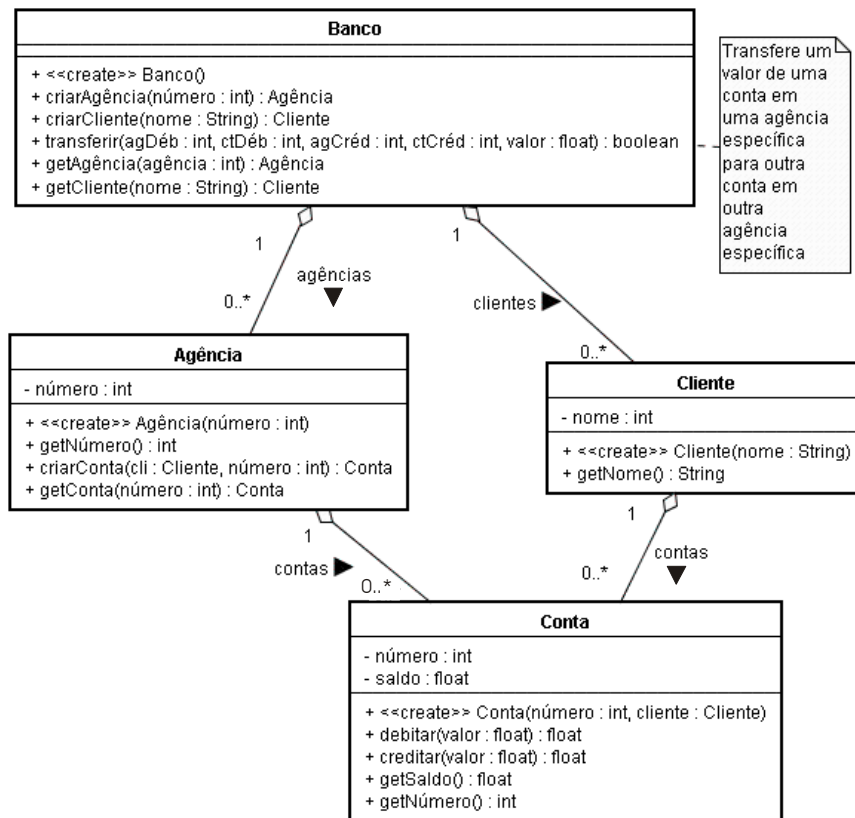 Banco
+ <<create>> Banco()
+ criarAgência(número : int) : Agência
+ criarCliente(nome : String) : Cliente
+ transferir(agDéb : int, ctDéb : int, agCréd : int, ctCréd : int, valor : float) : boolean
+ getAgência(agência : int) : Agência
+ getCliente(nome : String) : Cliente
Transfere um
valor de uma
conta em
uma agência
específica
para outra
conta em
outra
agência
específica
1
1
agências
0..*
clientes
0..*
Agência
- número : int
+ <<create>> Agência(número : int)
+ getNúmero() : int
+ criarConta(cli : Cliente, número : int) : Conta
+ getConta(número : int) : Conta
Cliente
- nome : int
+ <<create>> Cliente(nome : String)
+ getNome() : String
1
1
contas
0..*
contas
0..*
Conta
- número : int
- saldo : float
+ <<create>> Conta(número : int, cliente : Cliente)
+ debitar(valor : float) : float
+ creditar(valor : float) : float
+ getSaldo() : float
+ getNúmero() : int